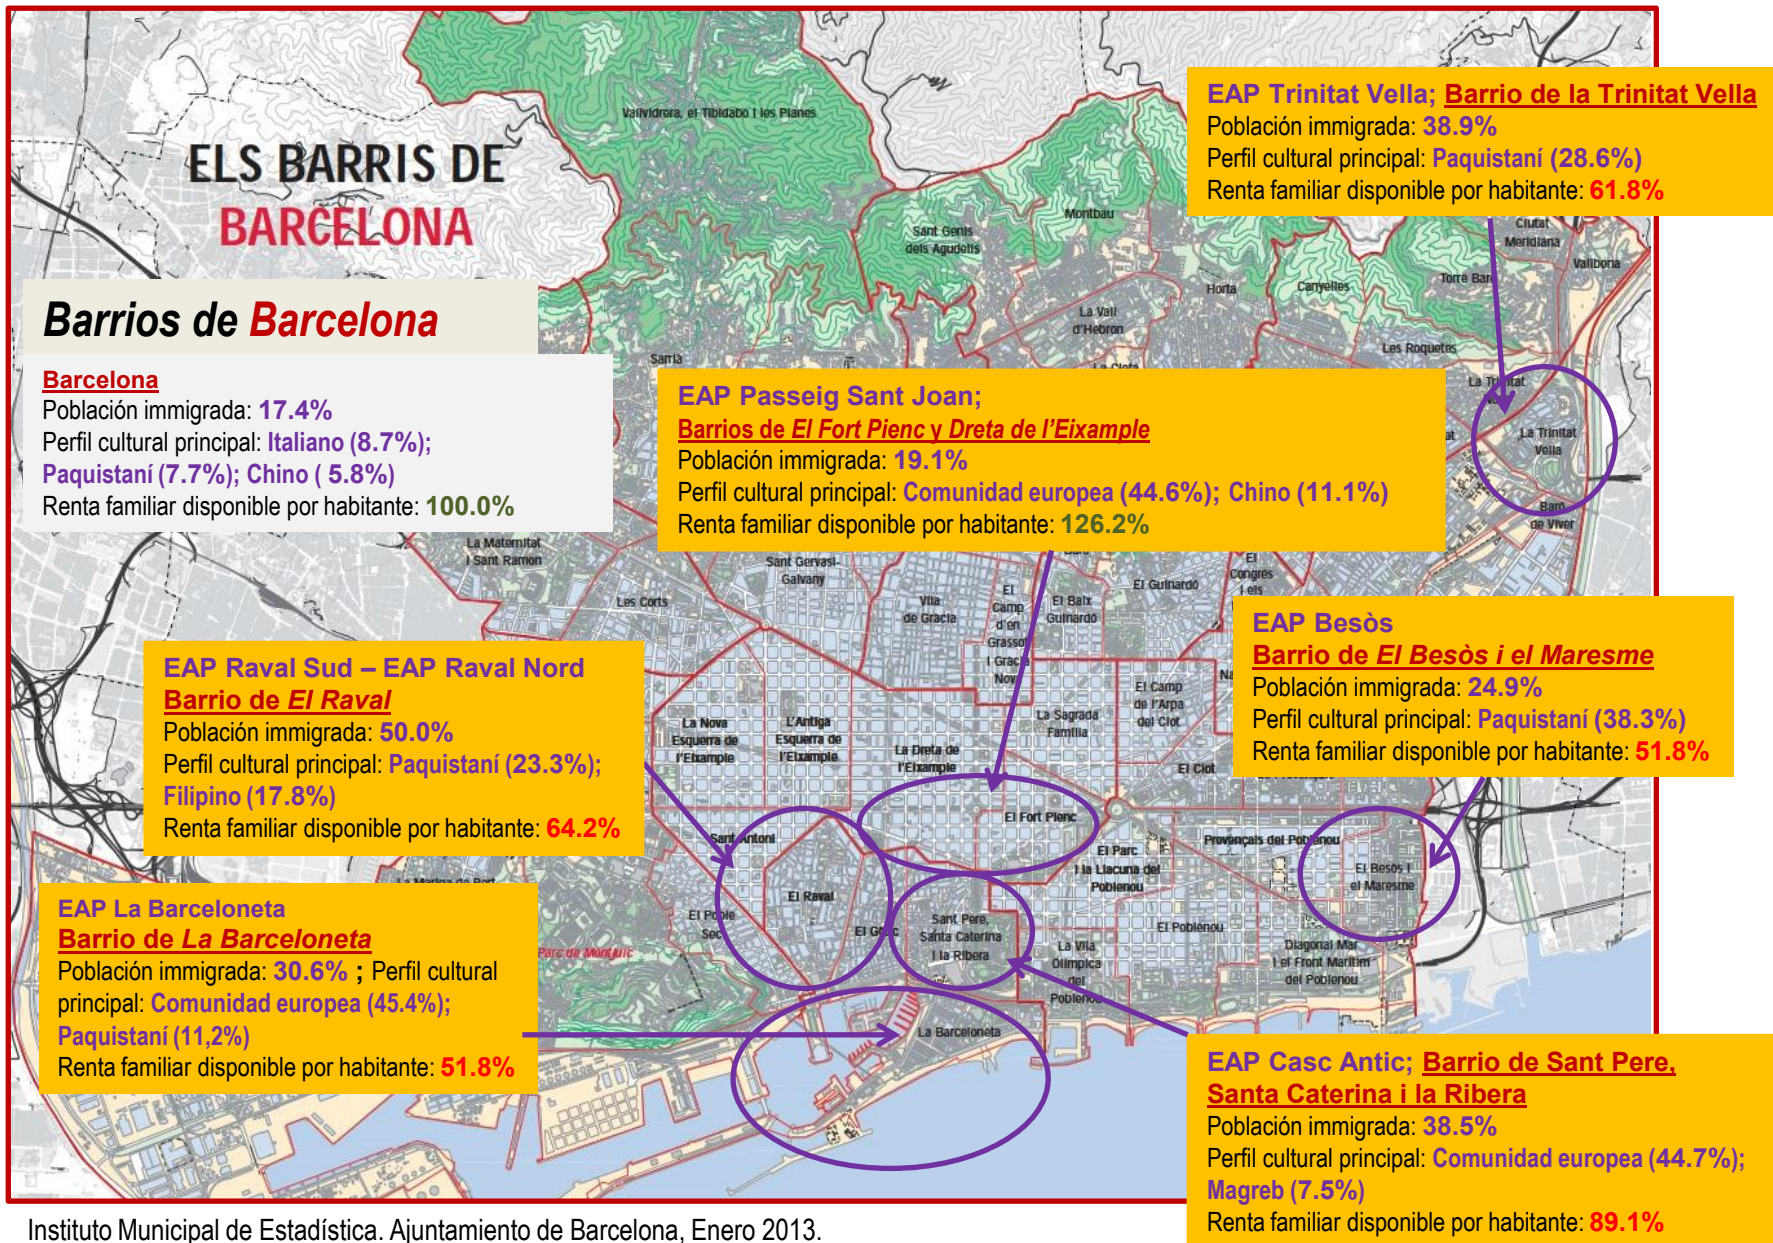 ELS BARRIS DE
BARCELONA
Barrios de Barcelona
Barcelona
Población immigrada: 17.4%
Perfil cultural principal: Italiano (8.7%);
Paquistaní (7.7%); Chino ( 5.8%)
Renta familiar disponible por habitante: 100.0%
EAP Trinitat Vella; Barrio de la Trinitat Vella
Población immigrada: 38.9%
Perfil cultural principal: Paquistaní (28.6%)
Renta familiar disponible por habitante: 61.8%
EAP Passeig Sant Joan;
Barrios de El Fort Pienc y Dreta de l'Eixample
Población immigrada: 19.1%
Perfil cultural principal: Comunidad europea (44.6%); Chino (11.1%)
Renta familiar disponible por habitante: 126.2%
EAP Raval Sud – EAP Raval Nord
Barrio de El Raval
Población immigrada: 50.0%
Perfil cultural principal: Paquistaní (23.3%);
Filipino (17.8%)
Renta familiar disponible por habitante: 64.2%
EAP Besòs
Barrio de El Besòs i el Maresme
Población immigrada: 24.9%
Perfil cultural principal: Paquistaní (38.3%)
Renta familiar disponible por habitante: 51.8%
EAP La Barceloneta
Barrio de La Barceloneta
Población immigrada: 30.6% ; Perfil cultural
principal: Comunidad europea (45.4%);
Paquistaní (11,2%)
Renta familiar disponible por habitante: 51.8%
EAP Casc Antic; Barrio de Sant Pere,
Santa Caterina i la Ribera
Población immigrada: 38.5%
Perfil cultural principal: Comunidad europea (44.7%);
Magreb (7.5%)
Renta familiar disponible por habitante: 89.1%
Vallvidrera, el Tibidabo i les Planes
Montbau
Sant Genís
dels Agudells
Ciutat
Meridiana
Vallbona
Torre Baró
Canyelles
Horta
La Vall
d'Hebron
Les Roquetes
Sarrià
La Clota
La Trinitat
La Trinitat
Vella
Baró
de Viver
La Maternitat
i Sant Ramon
Sant Gervasi-
Galvany
Les Corts
Vila
de Gràcia
El
Camp
d'en
Grassot
i Gràcia
Nova
El Baix
Guinardó
El Guinardó
El
Congrés
i els
La Nova
Esquerra de
l'Eixample
L'Antiga
Esquerra de
l'Eixample
La Dreta de
l'Eixample
La Sagrada
Família
El Camp
de l'Arpa
del Clot
El Clot
El Fort Pienc
Sant Antoni
El Parc
i la Llacuna del
Poblenou
Provençals del Poblenou
El Besòs i
el Maresme
El Raval
El Poble
Sec
El Gòtic
Sant Pere,
Santa Caterina
i la Ribera
La Vila
Olímpica
del
Poblenou
El Poblenou
Diagonal Mar
i el Front Marítim
del Poblenou
Parc de Montjuïc
La Barceloneta
Instituto Municipal de Estadística. Ajuntamiento de Barcelona, Enero 2013.